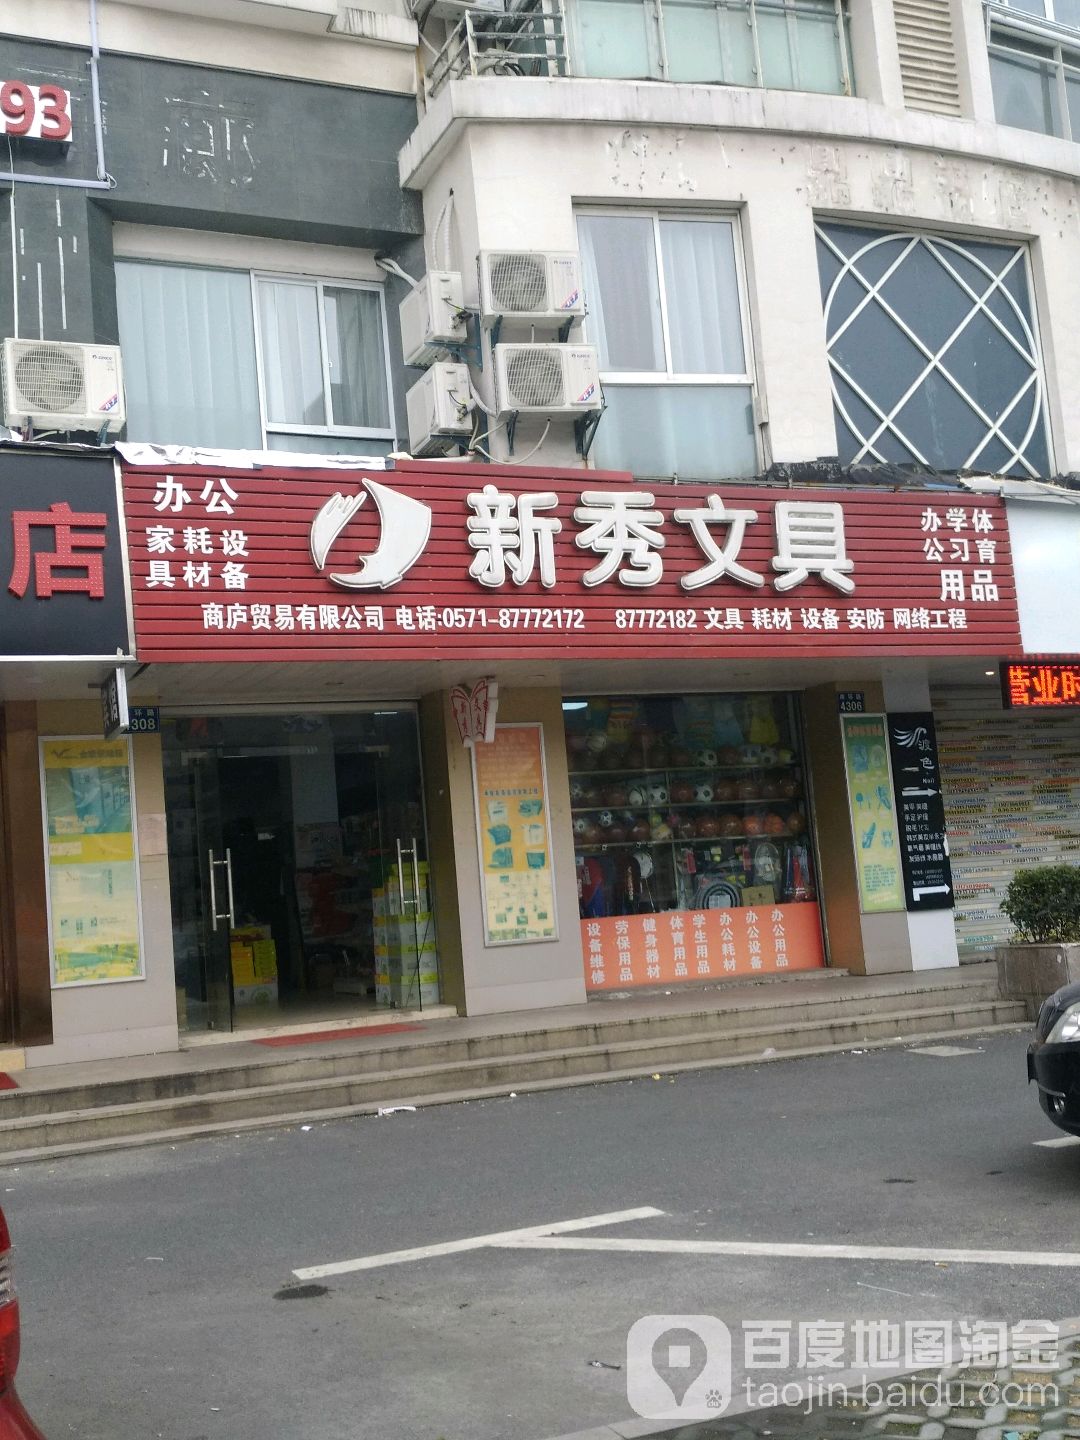 93
店
办公
家耗设
具材备
新秀文具
办学体
公习育
用品
商庐贸易有限公司 电话:0571-87772172 87772182 文具 耗材 设备 安防 网络工程
4308
4306
营业时
渡色
Nail
设备维修
劳保用品
健身器材
体育用品
学生用品
办公耗材
办公设备
办公用品
百度地图淘金
taojin.baidu.com